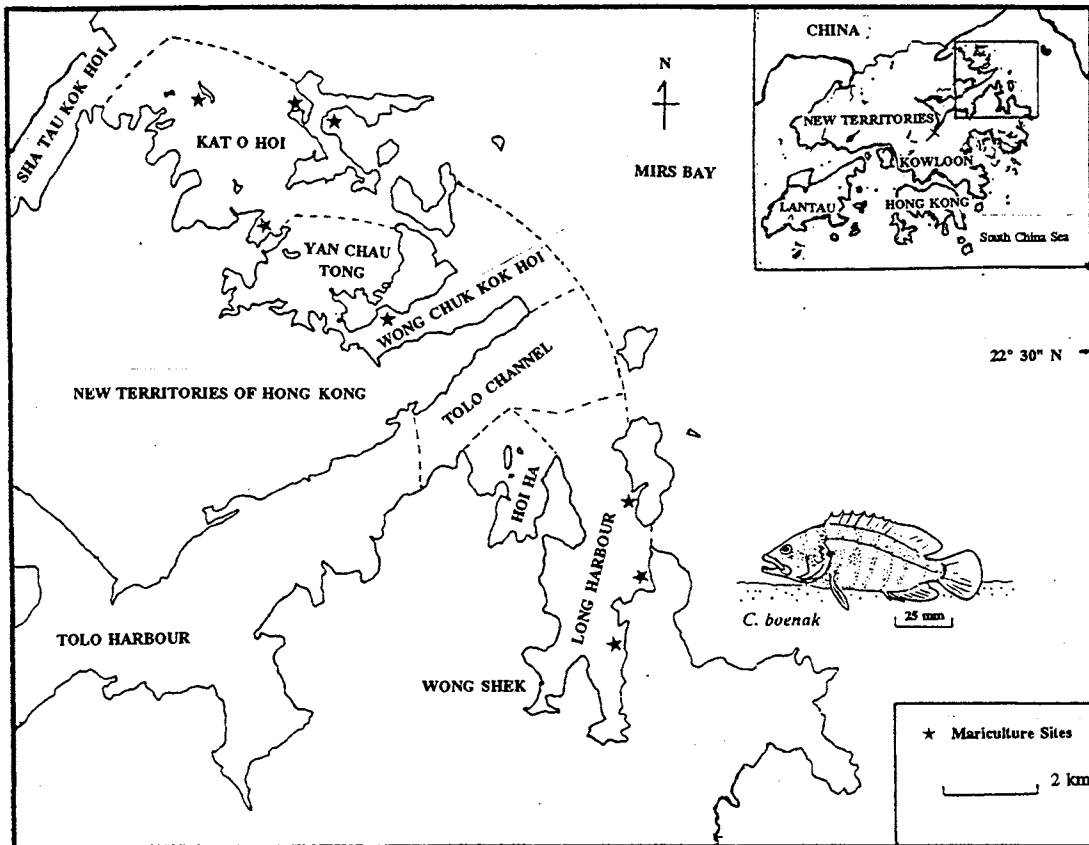 SHA TAU KOK HOI
KAT O HOI
N
MIRS BAY
CHINA
NEW TERRITORIES
KOWLOON
LANTAU
HONG KONG
South China Sea
YAN CHAU
TONG
WONG CHUK KOK HOI
22° 30" N
NEW TERRITORIES OF HONG KONG
TOLO CHANNEL
HOI HA
LONG HARBOUR
C. boenak
25 mm
TOLO HARBOUR
WONG SHEK
★ Mariculture Sites
2 km